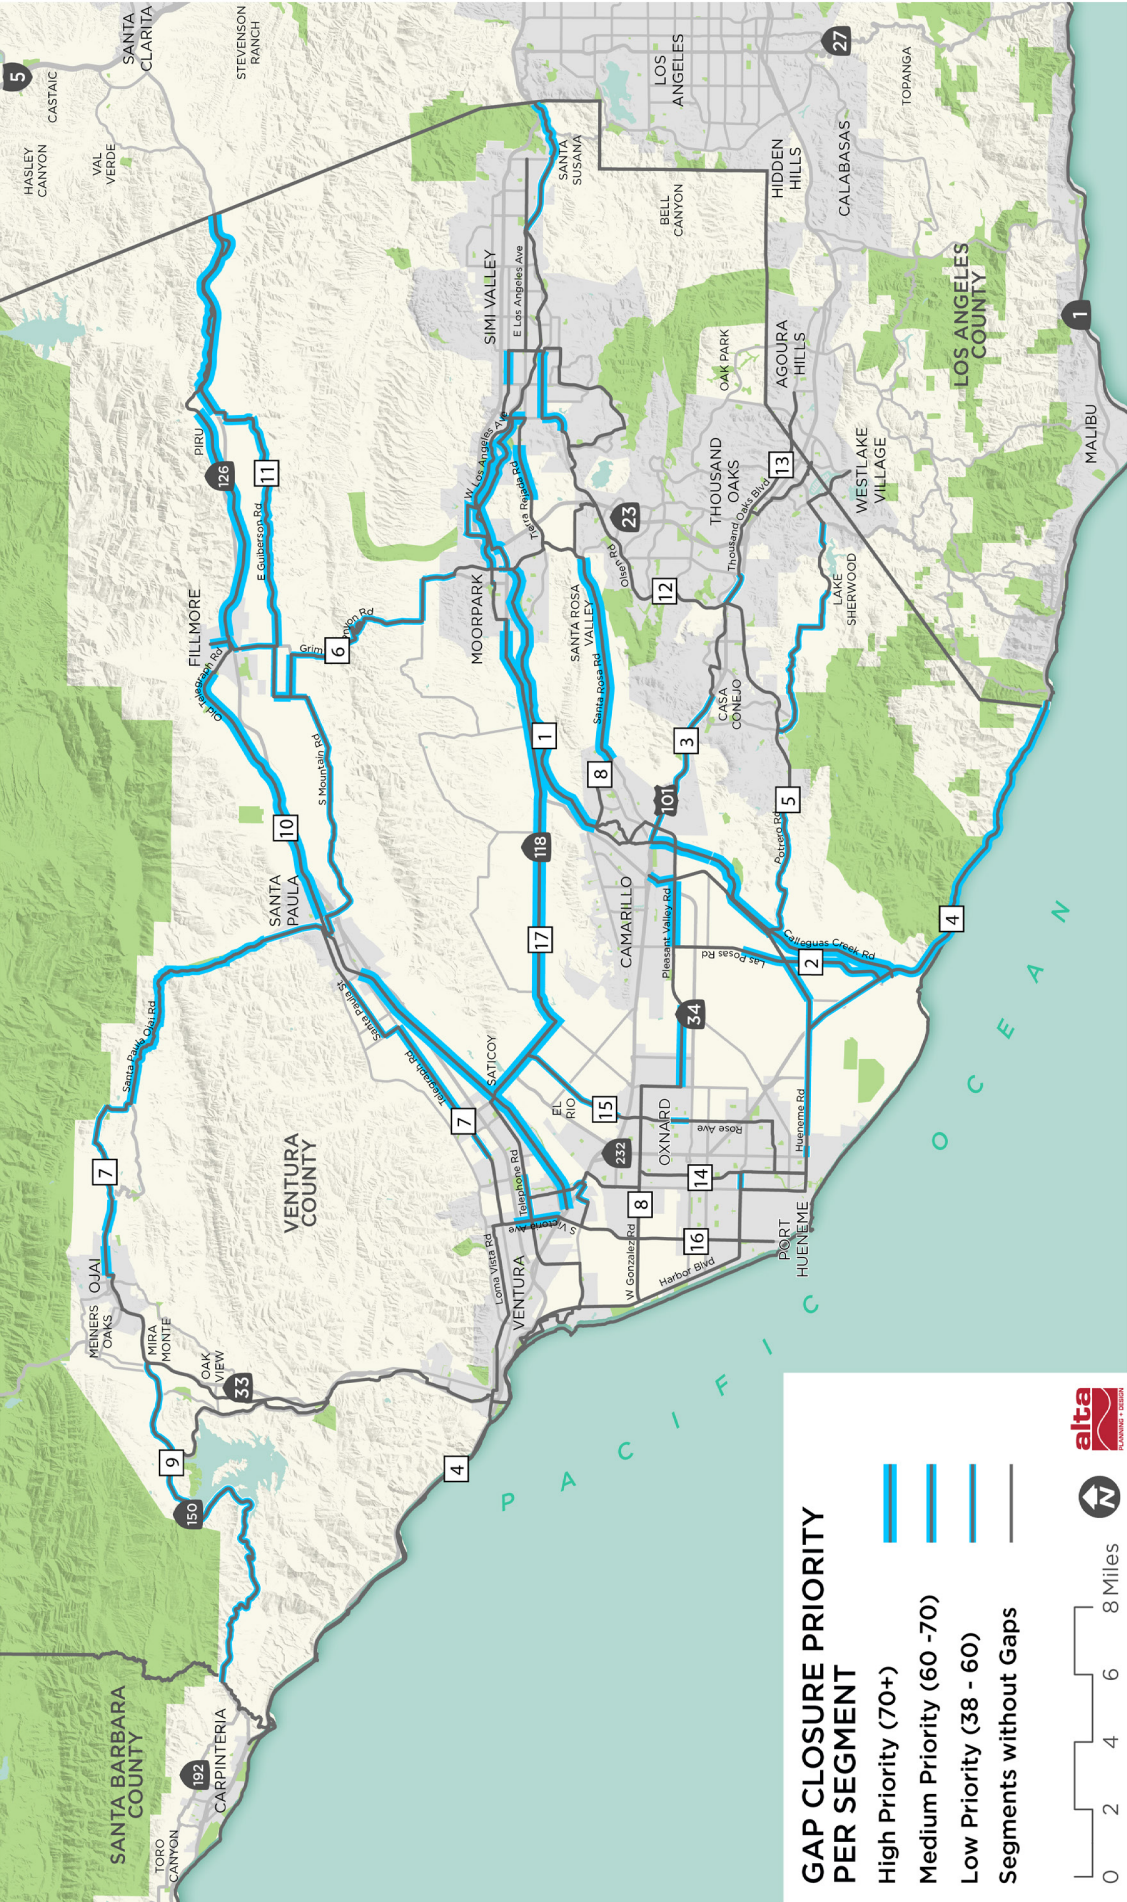 SANTA BARBARA
COUNTY
TORO
CANYON
192
CARPINTERIA
150
9
MEINERS
OAKS
OJAI
MIRA
MONTE
OAK
VIEW
33
4
7
Santa Paula Ojai Rd
VENTURA
COUNTY
Loma Vista Rd
VENTURA
Telephone Rd
S Victoria Ave
7
Telegraph Rd
Santa Paula St
SATICOY
SANTA
PAULA
10
Old Telegraph Rd
FILLMORE
S Mountain Rd
6
E Guiberson Rd
11
126
PIRU
HASLEY
CANYON
VAL
VERDE
CASTAIC
5
SANTA
CLARITA
STEVENSON
RANCH
EL
RIO
15
232
OXNARD
Rose Ave
14
8
W Gonzalez Rd
16
Harbor Blvd
PORT
HUENEME
Hueneme Rd
34
17
118
1
MOORPARK
W Los Angeles Ave
Tierra Rejada Rd
SIMI VALLEY
E Los Angeles Ave
SANTA
SUSANA
CAMARILLO
Pleasant Valley Rd
Las Posas Rd
2
Calleguas Creek Rd
8
SANTA ROSA
VALLEY
Santa Rosa Rd
101
3
CASA
CONEJO
5
Potrero Rd
Olsen Rd
23
12
THOUSAND
OAKS
Thousand Oaks Blvd
13
LAKE
SHERWOOD
WESTLAKE
VILLAGE
OAK PARK
AGOURA
HILLS
BELL
CANYON
HIDDEN
HILLS
CALABASAS
LOS
ANGELES
27
TOPANGA
LOS ANGELES
COUNTY
1
MALIBU
4
PACIFIC OCEAN
GAP CLOSURE PRIORITY
PER SEGMENT
High Priority (70+)
Medium Priority (60 -70)
Low Priority (38 - 60)
Segments without Gaps
0 2 4 6 8 Miles
N
alta
PLANNING + DESIGN